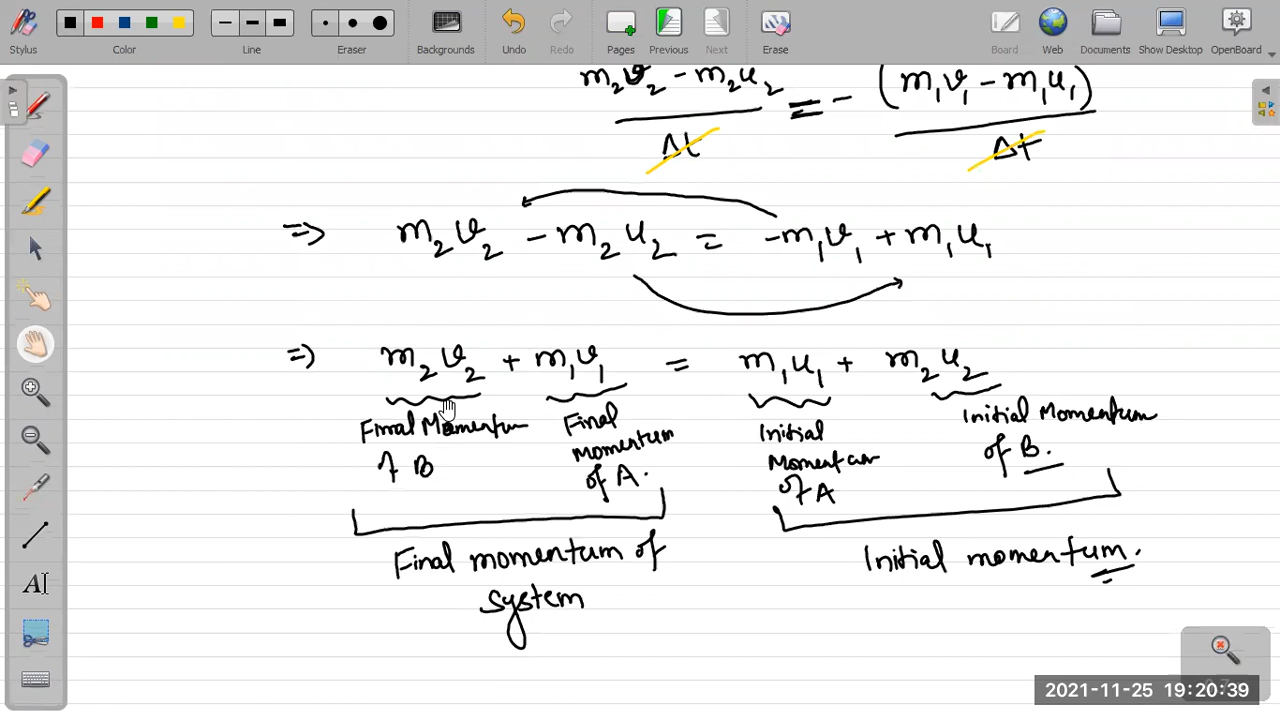 Stylus Color Line Eraser Backgrounds Undo Redo Pages Previous Next Erase Board Web Documents Show Desktop OpenBoard
m₂v₂ - m₂u₂ = - (m₁v₁ - m₁u₁)
Δt Δt
⇒ m₂v₂ - m₂u₂ = -m₁v₁ + m₁u₁
⇒ m₂v₂ + m₁v₁ = m₁u₁ + m₂u₂
Final Momentum
of B
Final
momentum
of A.
Initial
Momentum
of A
Initial Momentum
of B.
Final momentum of
system
Initial momentum.
2021-11-25 19:20:39